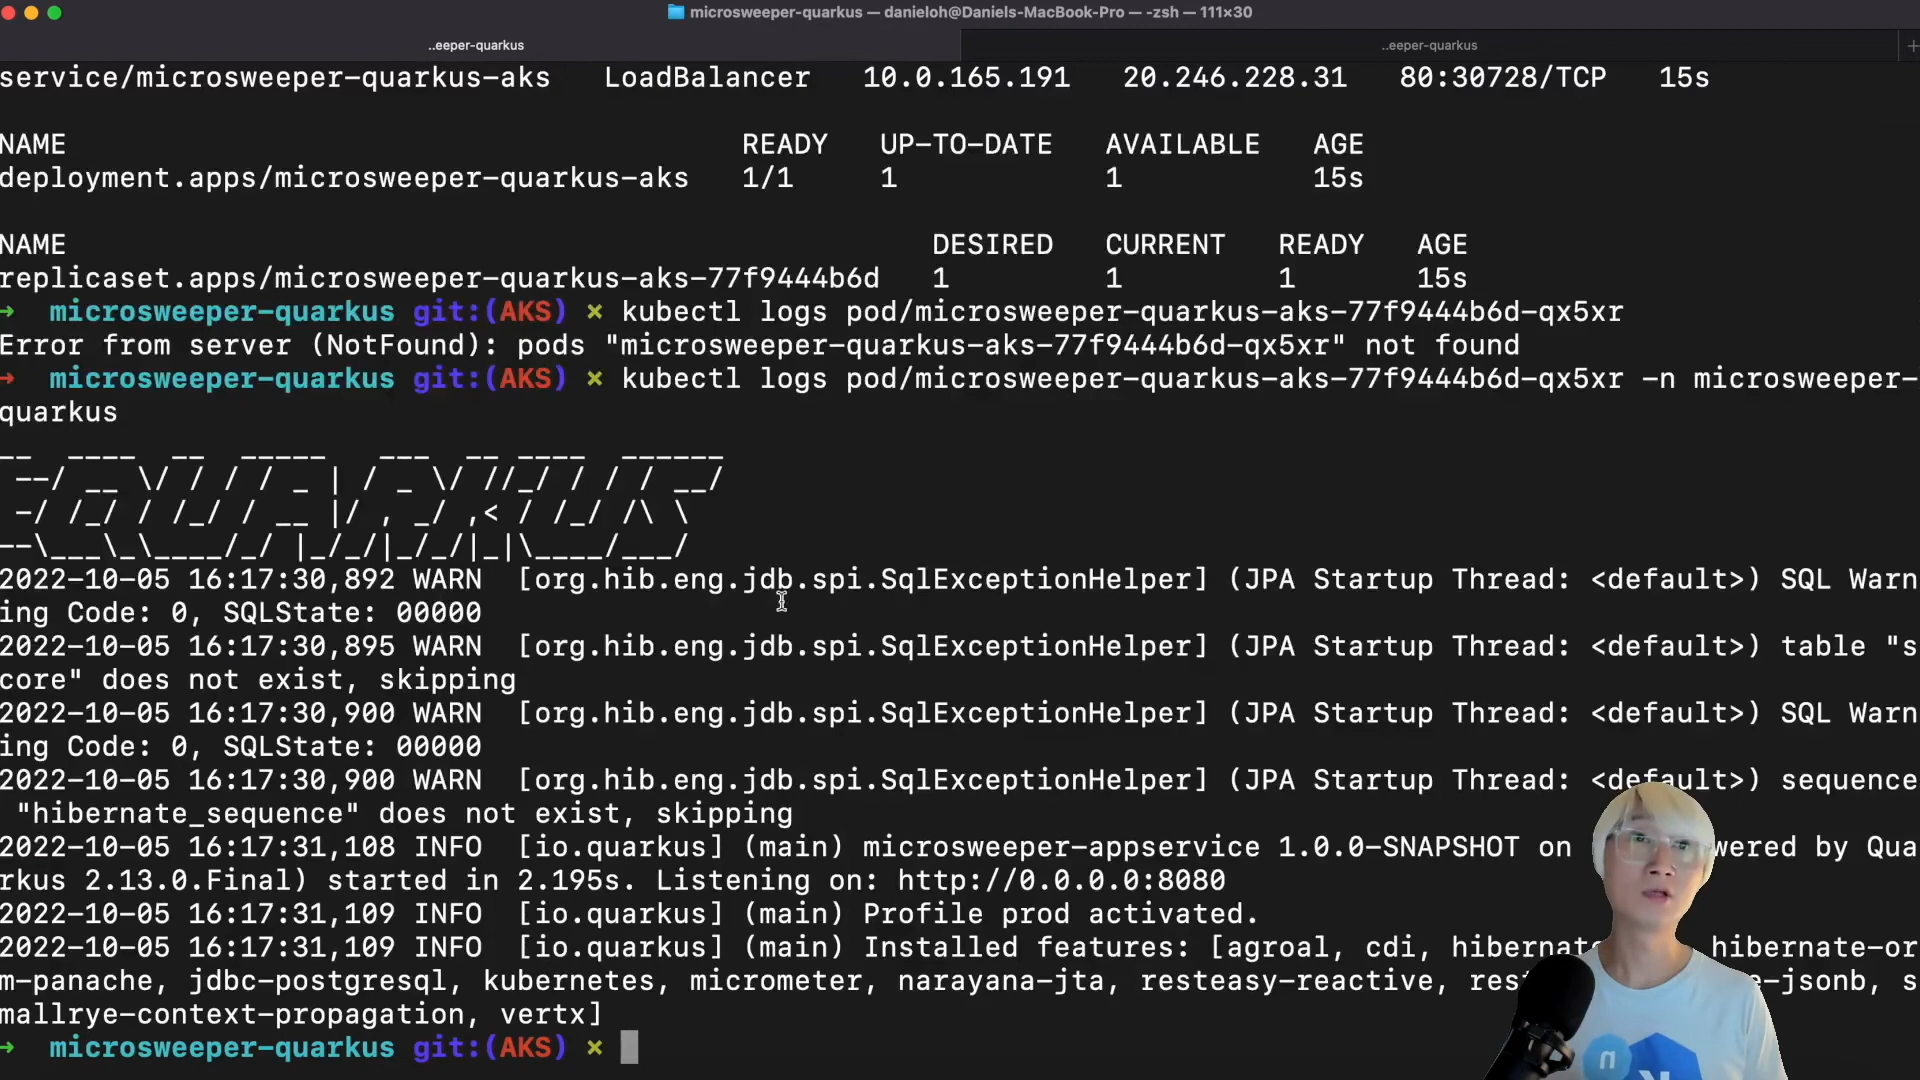 microsweeper-quarkus — danieloh@Daniels-MacBook-Pro — -zsh — 111×30
..eeper-quarkus ..eeper-quarkus
service/microsweeper-quarkus-aks LoadBalancer 10.0.165.191 20.246.228.31 80:30728/TCP 15s
NAME READY UP-TO-DATE AVAILABLE AGE
deployment.apps/microsweeper-quarkus-aks 1/1 1 1 15s
NAME DESIRED CURRENT READY AGE
replicaset.apps/microsweeper-quarkus-aks-77f9444b6d 1 1 1 15s
→ microsweeper-quarkus git:(AKS) × kubectl logs pod/microsweeper-quarkus-aks-77f9444b6d-qx5xr
Error from server (NotFound): pods "microsweeper-quarkus-aks-77f9444b6d-qx5xr" not found
→ microsweeper-quarkus git:(AKS) × kubectl logs pod/microsweeper-quarkus-aks-77f9444b6d-qx5xr -n microsweeper-
quarkus
__ ____ __ _____ ___ __ ____ ______
--/ __ \/ / / / _ | / _ \/ //_/ / / / __/
-/ /_/ / /_/ / __ |/ , _/ ,< / /_/ /\ \
--\___\_\____/_/ |_/_/|_/_/|_|\____/___/
2022-10-05 16:17:30,892 WARN [org.hib.eng.jdb.spi.SqlExceptionHelper] (JPA Startup Thread: <default>) SQL Warn
ing Code: 0, SQLState: 00000
2022-10-05 16:17:30,895 WARN [org.hib.eng.jdb.spi.SqlExceptionHelper] (JPA Startup Thread: <default>) table "s
core" does not exist, skipping
2022-10-05 16:17:30,900 WARN [org.hib.eng.jdb.spi.SqlExceptionHelper] (JPA Startup Thread: <default>) SQL Warn
ing Code: 0, SQLState: 00000
2022-10-05 16:17:30,900 WARN [org.hib.eng.jdb.spi.SqlExceptionHelper] (JPA Startup Thread: <default>) sequence
"hibernate_sequence" does not exist, skipping
2022-10-05 16:17:31,108 INFO [io.quarkus] (main) microsweeper-appservice 1.0.0-SNAPSHOT on wered by Qua
rkus 2.13.0.Final) started in 2.195s. Listening on: http://0.0.0.0:8080
2022-10-05 16:17:31,109 INFO [io.quarkus] (main) Profile prod activated.
2022-10-05 16:17:31,109 INFO [io.quarkus] (main) Installed features: [agroal, cdi, hibernat hibernate-or
m-panache, jdbc-postgresql, kubernetes, micrometer, narayana-jta, resteasy-reactive, res e-jsonb, s
mallrye-context-propagation, vertx]
→ microsweeper-quarkus git:(AKS) ×